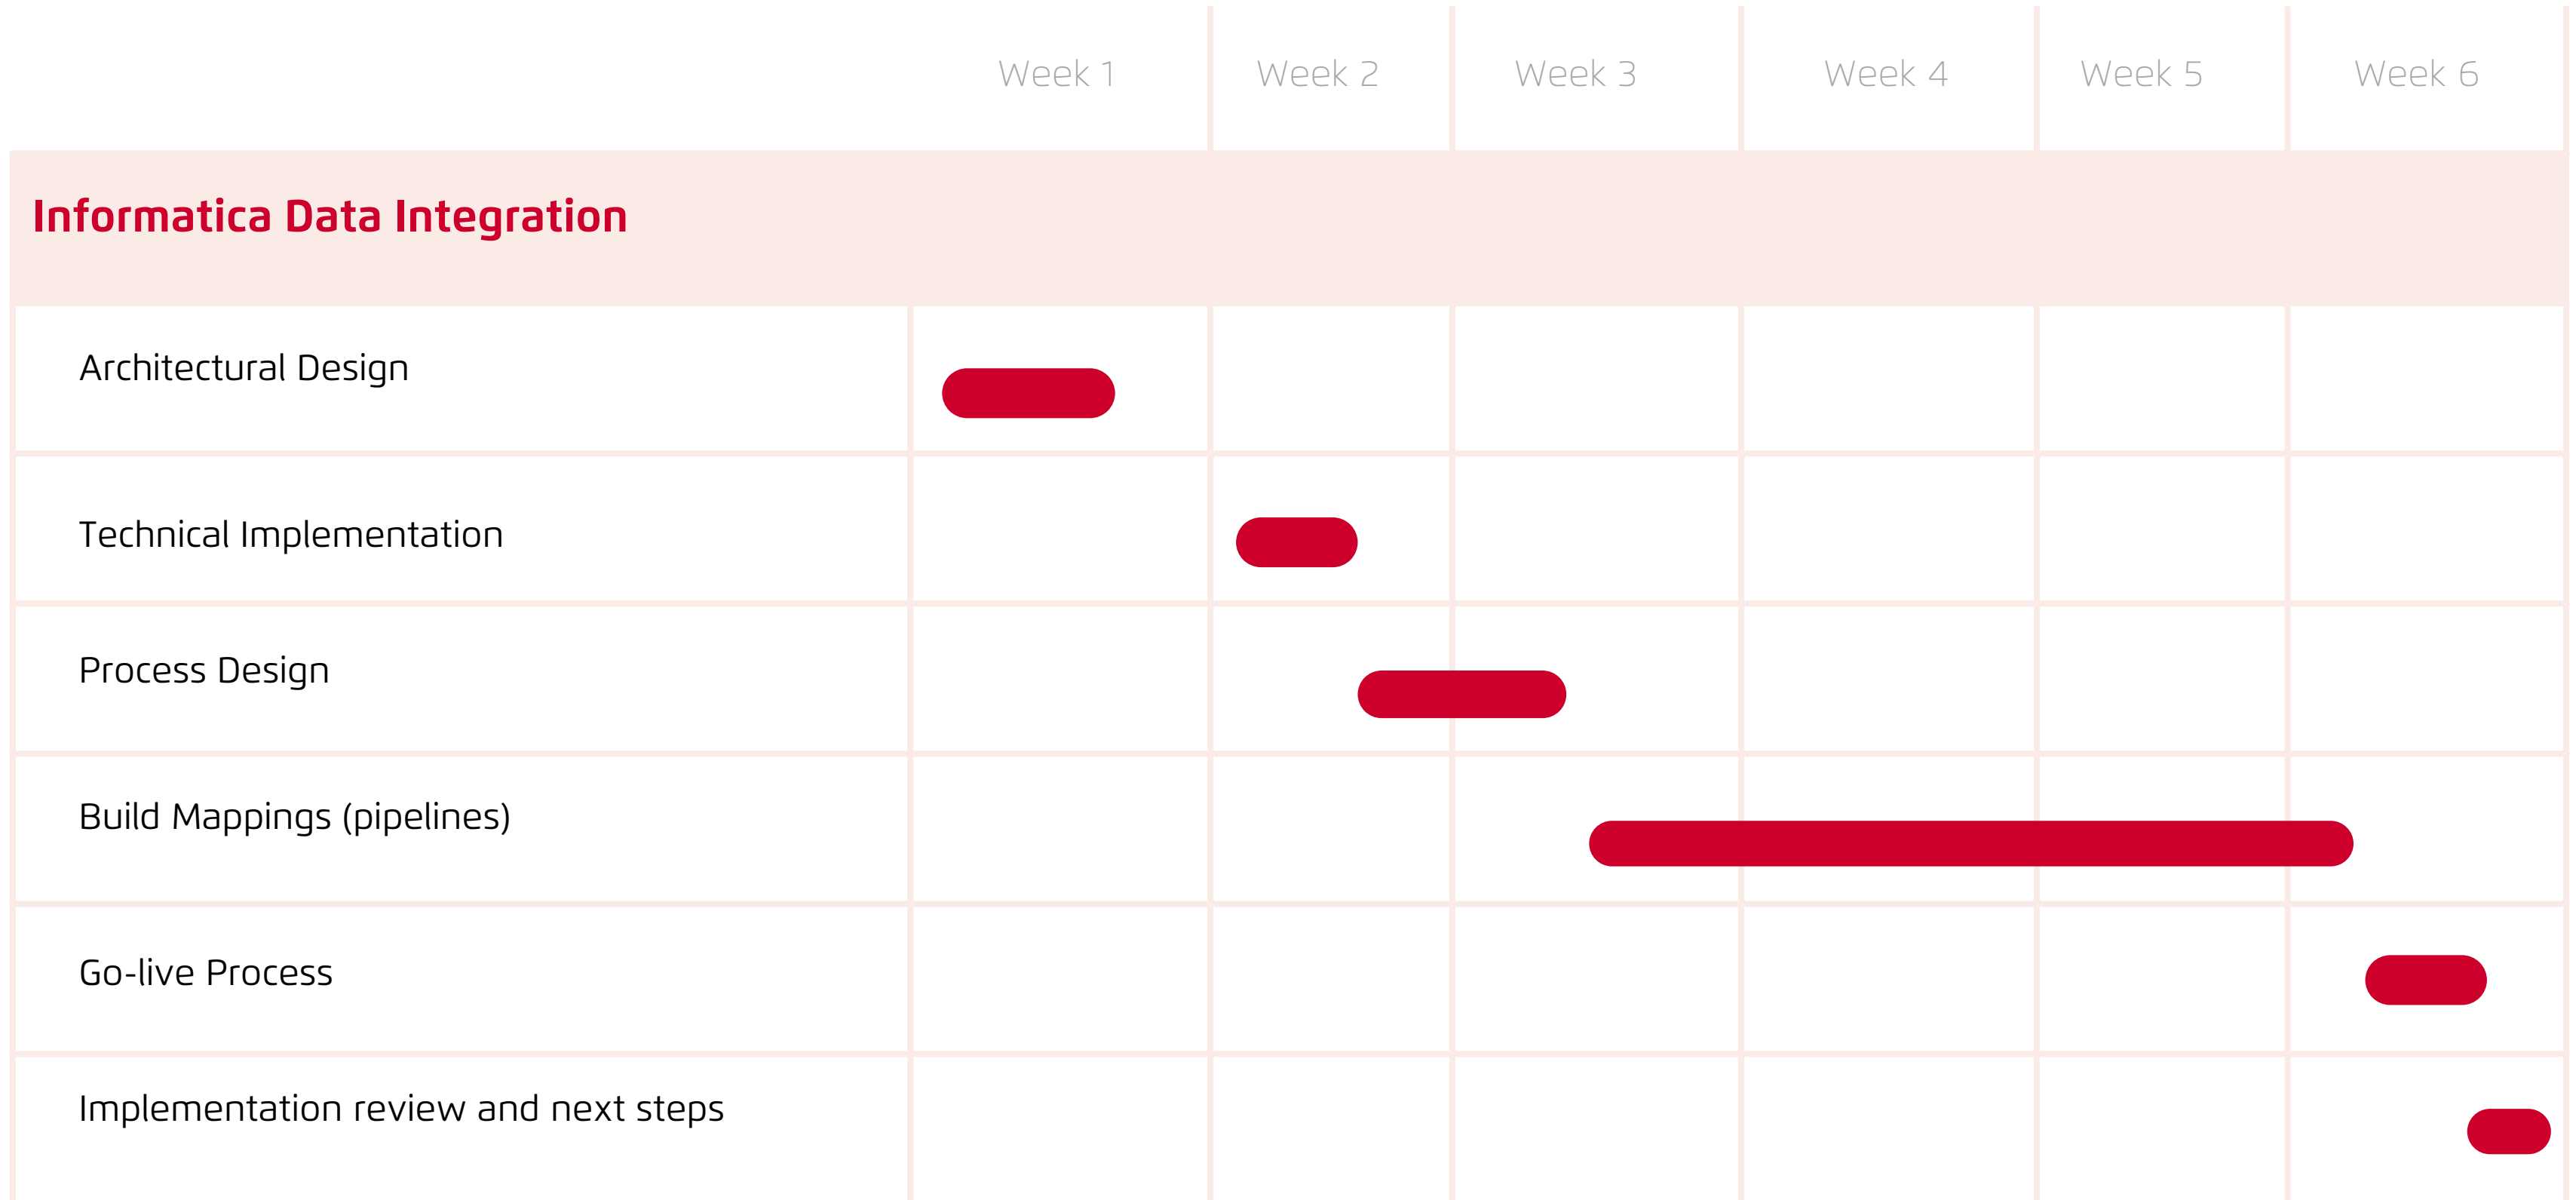 Week 1 Week 2 Week 3 Week 4 Week 5 Week 6
Informatica Data Integration
Architectural Design
Technical Implementation
Process Design
Build Mappings (pipelines)
Go-live Process
Implementation review and next steps